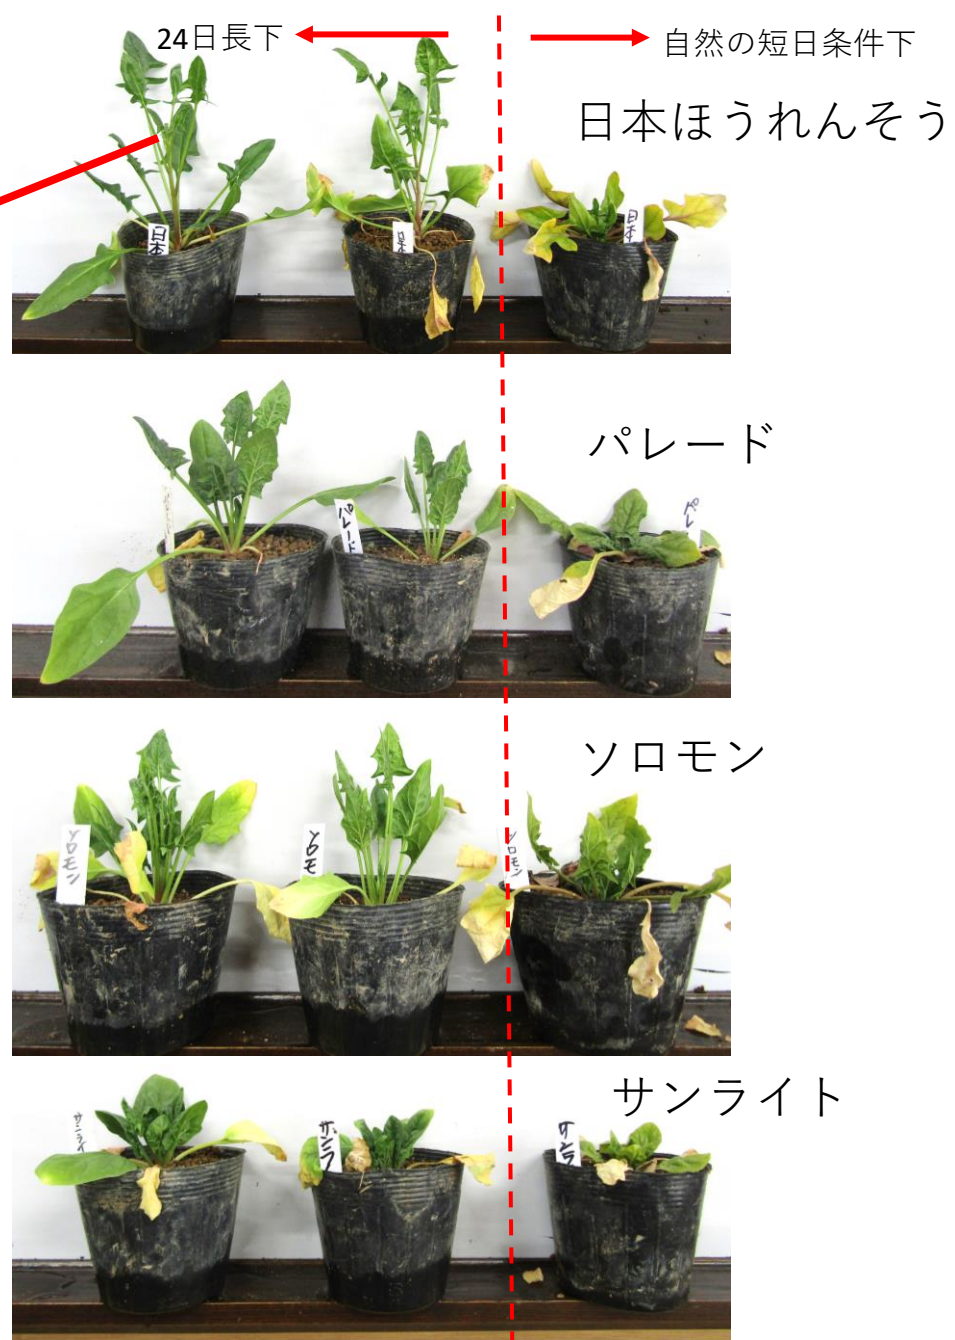 24日長下
自然の短日条件下
日本ほうれんそう
日本
日本
日本
パレード
パレード
パレ
ソロモン
ソロモン
ソロモ
ソロモン
サンライト
サンライ
サンラ
サンラ